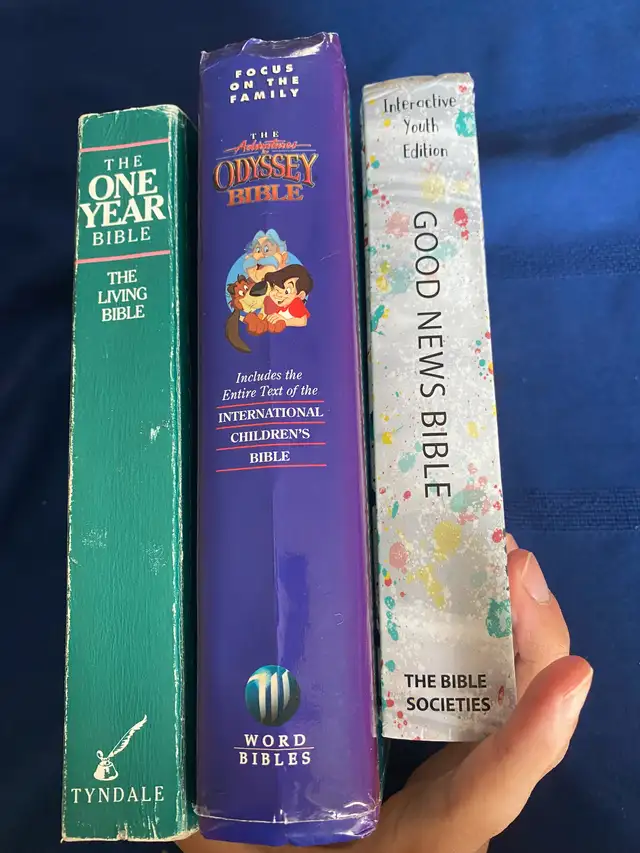 THE
ONE
YEAR
BIBLE
THE
LIVING
BIBLE
TYNDALE
FOCUS
ON THE
FAMILY
THE
Adventures in
ODYSSEY
BIBLE
Includes the
Entire Text of the
INTERNATIONAL
CHILDREN'S
BIBLE
W
WORD
BIBLES
Interactive
Youth
Edition
GOOD NEWS BIBLE
THE BIBLE
SOCIETIES